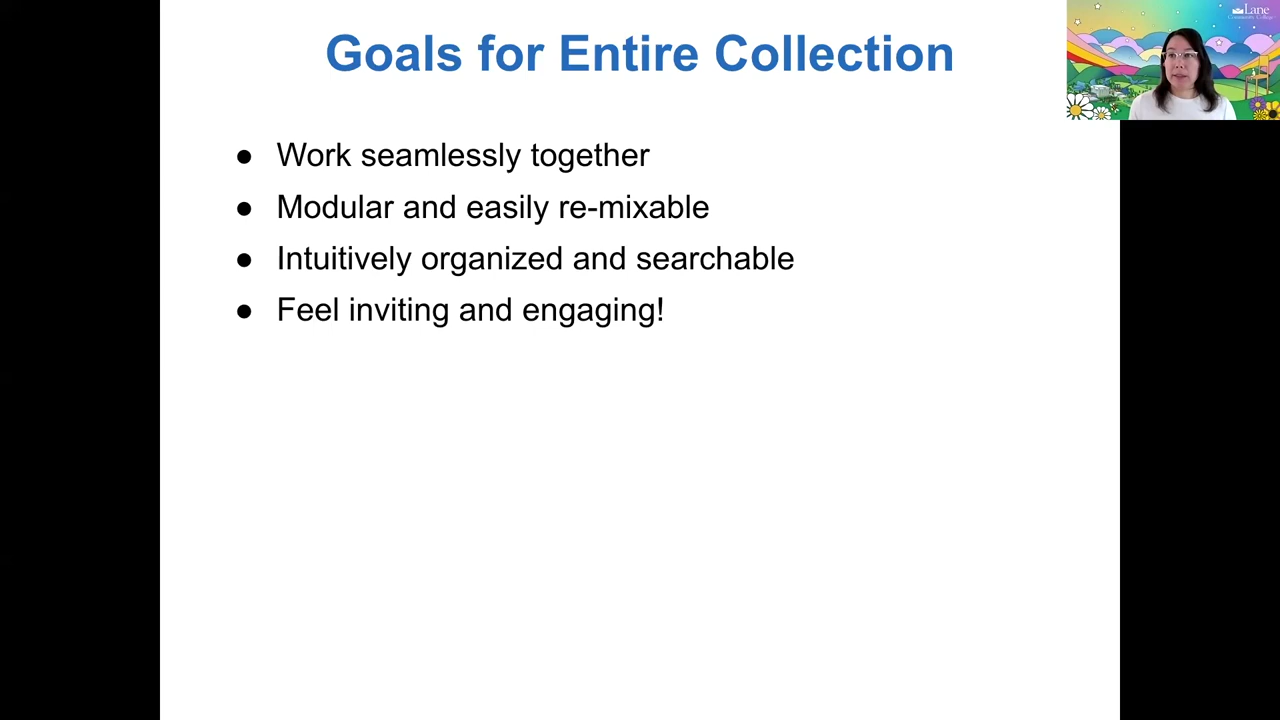 Goals for Entire Collection
● Work seamlessly together
● Modular and easily re-mixable
● Intuitively organized and searchable
● Feel inviting and engaging!
Lane
Community College